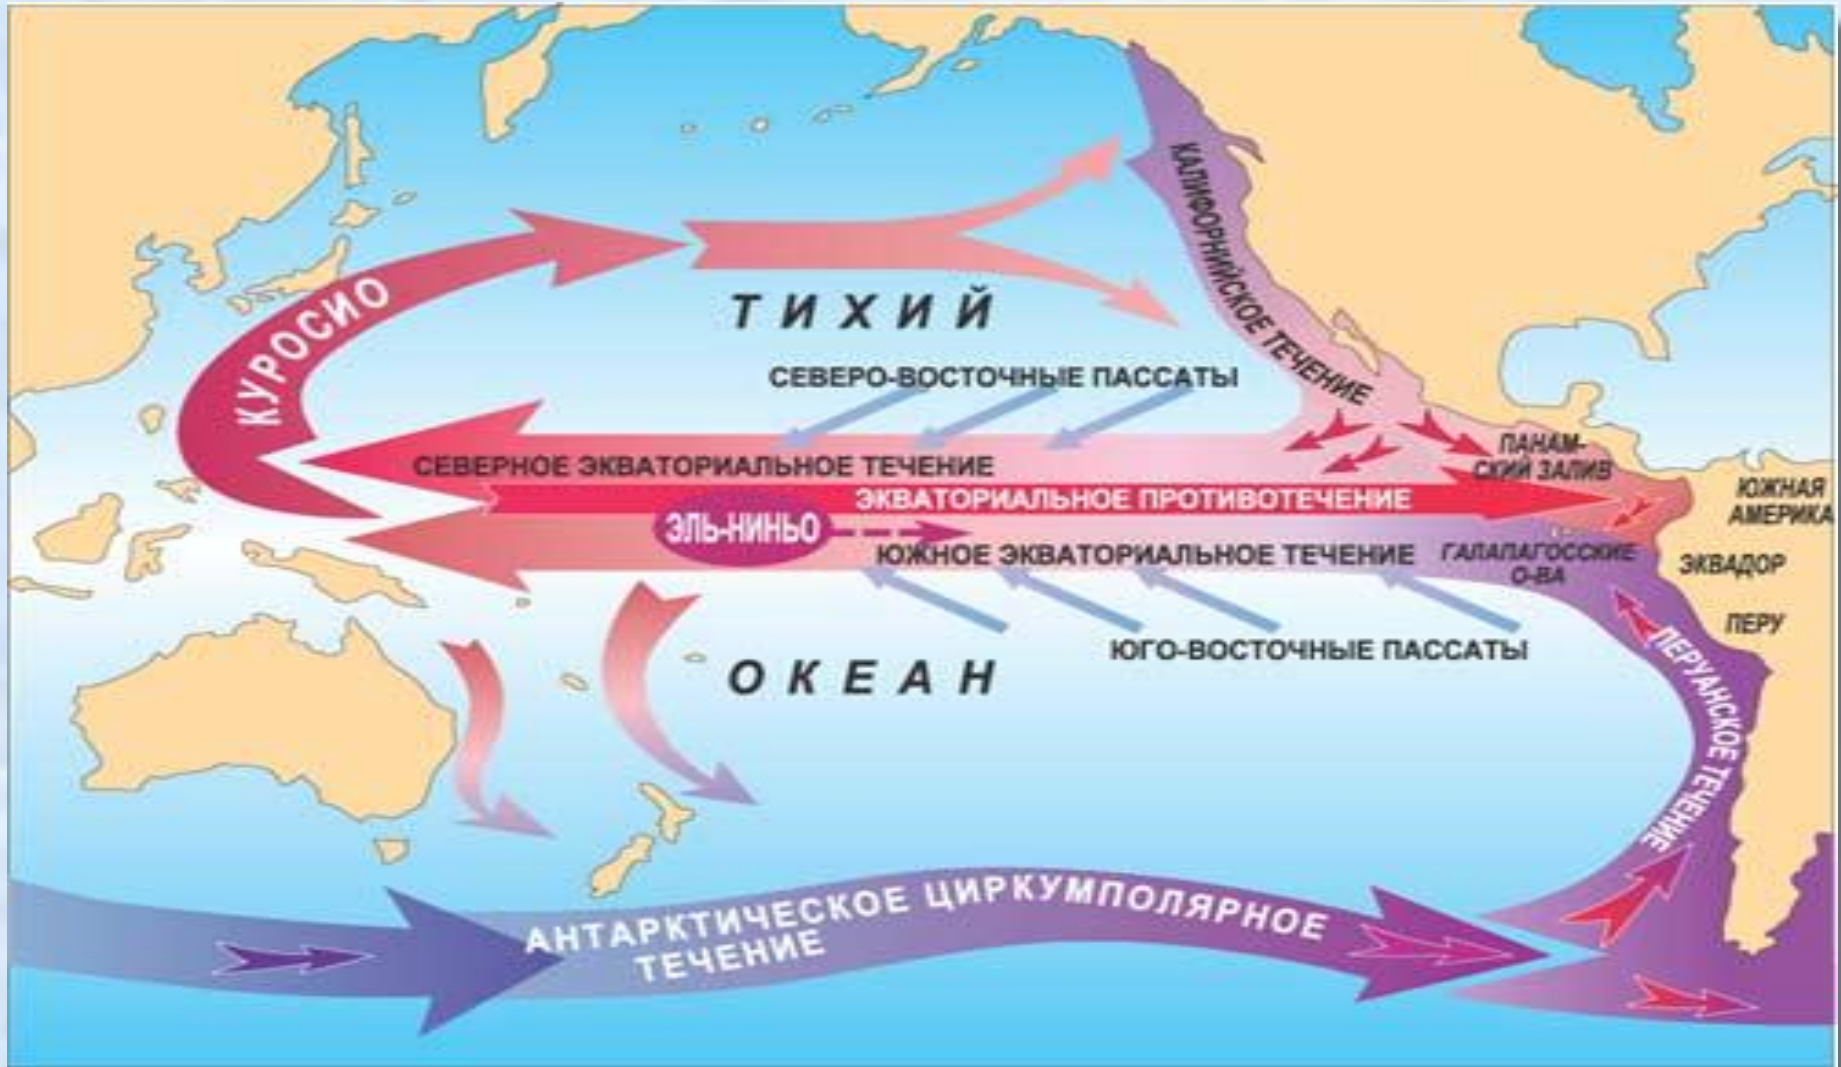 КАЛИФОРНИЙСКОЕ ТЕЧЕНИЕ
КУРОСИО
ТИХИЙ
СЕВЕРО-ВОСТОЧНЫЕ ПАССАТЫ
ПАНАМ-
СКИЙ ЗАЛИВ
СЕВЕРНОЕ ЭКВАТОРИАЛЬНОЕ ТЕЧЕНИЕ
ЭКВАТОРИАЛЬНОЕ ПРОТИВОТЕЧЕНИЕ
ЮЖНАЯ
АМЕРИКА
ЭЛЬ-НИНЬО
ЮЖНОЕ ЭКВАТОРИАЛЬНОЕ ТЕЧЕНИЕ
ГАЛАПАГОССКИЕ
О-ВА
ЭКВАДОР
ПЕРУ
ЮГО-ВОСТОЧНЫЕ ПАССАТЫ
ОКЕАН
ПЕРУАНСКОЕ ТЕЧЕНИЕ
АНТАРКТИЧЕСКОЕ ЦИРКУМПОЛЯРНОЕ
ТЕЧЕНИЕ